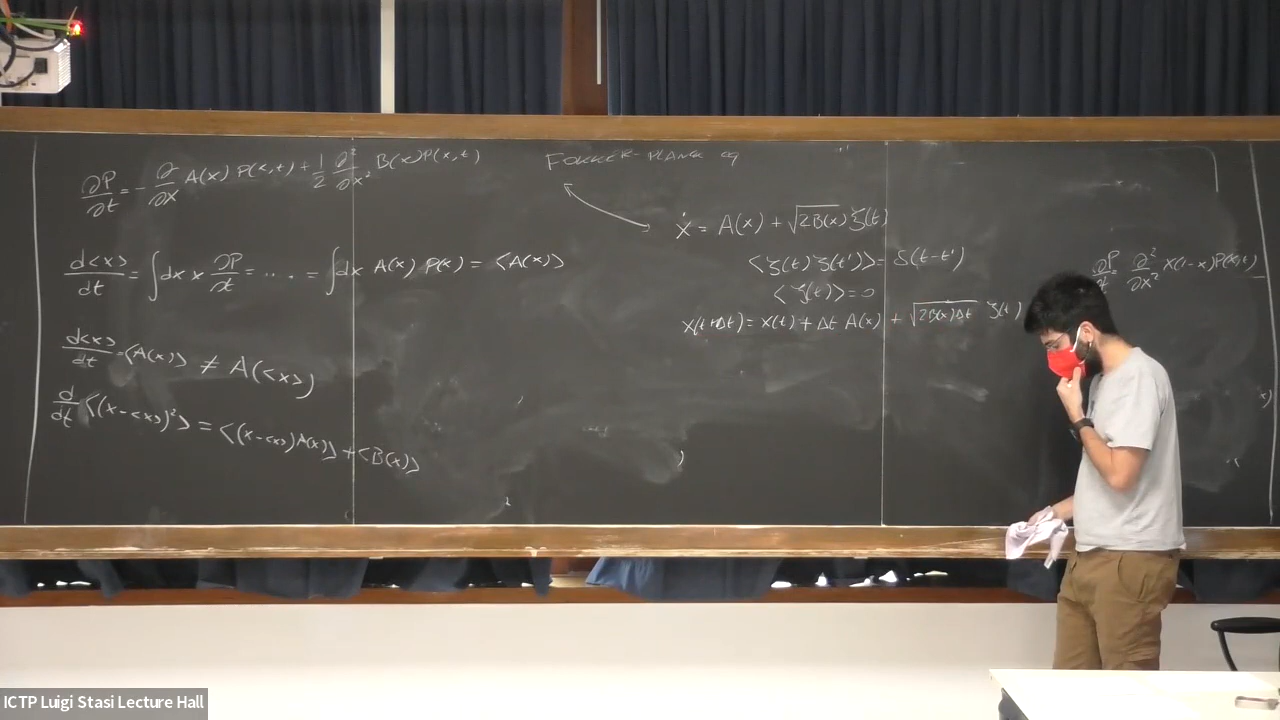 ∂P/∂t = - ∂/∂x A(x) P(x,t) + 1/2 ∂²/∂x² B(x)P(x,t)
FOKKER-PLANK eq
ẋ = A(x) + √2B(x) ξ(t)
d<x>/dt = ∫dx x ∂P/∂t = .... = ∫dx A(x) P(x) = <A(x)>
<ξ(t) ξ(t')> = δ(t-t')
<ξ(t)> = 0
x(t+Δt) = x(t) + Δt A(x) + √2B(x)Δt ξ(t)
d<x>/dt = <A(x)> ≠ A(<x>)
d/dt <(x-<x>)²> = <(x-<x>)A(x)> + <B(x)>
∂P/∂t = ∂²/∂x² x(1-x)P(x,t)
ICTP Luigi Stasi Lecture Hall